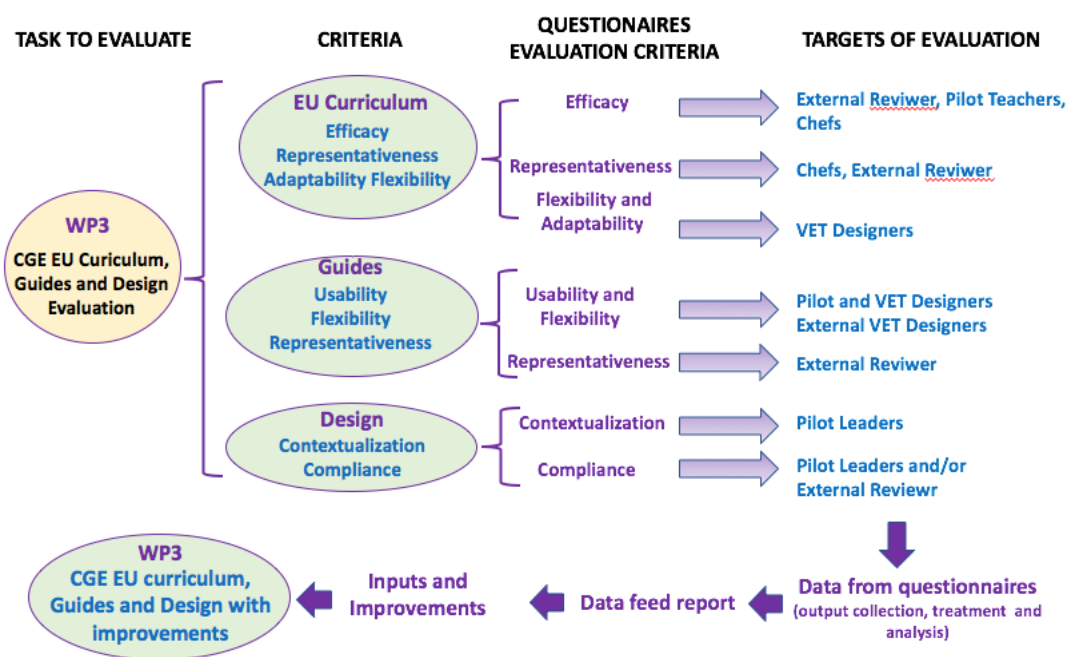 TASK TO EVALUATE
CRITERIA
QUESTIONAIRES
EVALUATION CRITERIA
TARGETS OF EVALUATION
WP3
CGE EU Curiculum,
Guides and Design
Evaluation
EU Curriculum
Efficacy
Representativeness
Adaptability Flexibility
Efficacy
External Reviwer, Pilot Teachers,
Chefs
Representativeness
Chefs, External Reviwer
Flexibility and
Adaptability
VET Designers
Guides
Usability
Flexibility
Representativeness
Usability and
Flexibility
Pilot and VET Designers
External VET Designers
Representativeness
External Reviwer
Design
Contextualization
Compliance
Contextualization
Pilot Leaders
Compliance
Pilot Leaders and/or
External Reviewr
Data from questionnaires
(output collection, treatment and
analysis)
Data feed report
Inputs and
Improvements
WP3
CGE EU curriculum,
Guides and Design with
improvements